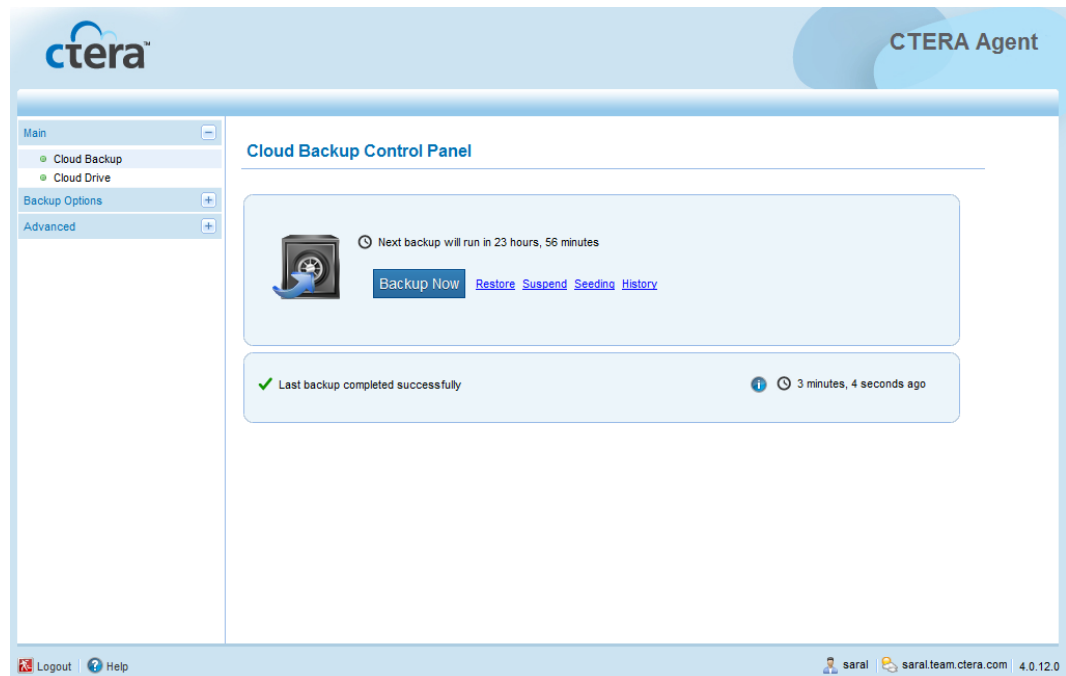 ctera™
CTERA Agent
Main
Cloud Backup
Cloud Drive
Backup Options
Advanced
Cloud Backup Control Panel
Next backup will run in 23 hours, 56 minutes
Backup Now Restore Suspend Seeding History
Last backup completed successfully
3 minutes, 4 seconds ago
Logout Help
saral saral.team.ctera.com 4.0.12.0